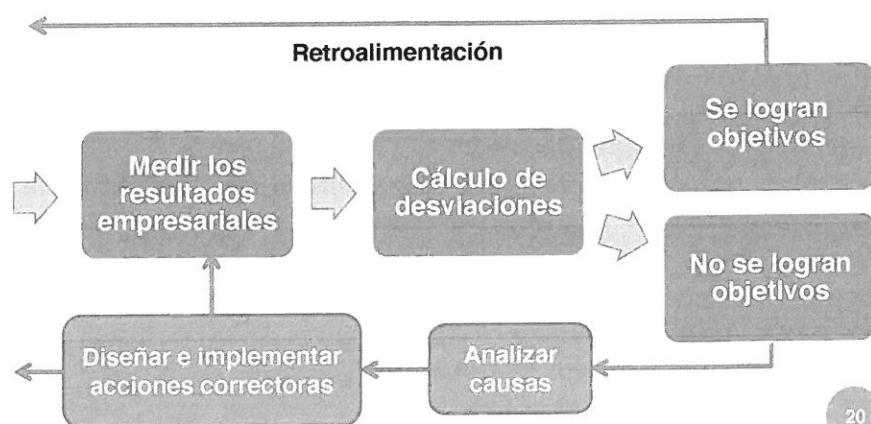 Retroalimentación
Se logran
objetivos
Medir los
resultados
empresariales
Cálculo de
desviaciones
No se logran
objetivos
Diseñar e implementar
acciones correctoras
Analizar
causas
20